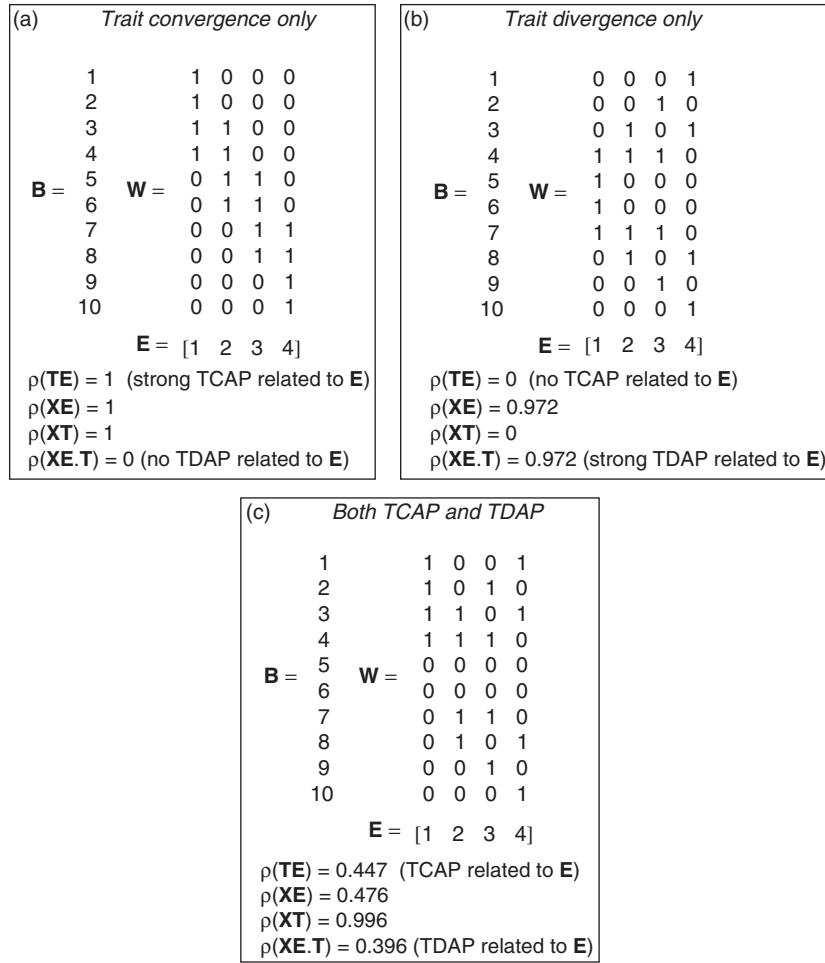 (a) Trait convergence only
1 1 0 0 0
2 1 0 0 0
3 1 1 0 0
4 1 1 0 0
B = 5 W = 0 1 1 0
6 0 1 1 0
7 0 0 1 1
8 0 0 1 1
9 0 0 0 1
10 0 0 0 1
E = [1 2 3 4]
ρ(TE) = 1 (strong TCAP related to E)
ρ(XE) = 1
ρ(XT) = 1
ρ(XE.T) = 0 (no TDAP related to E)
(b) Trait divergence only
1 0 0 0 1
2 0 0 1 0
3 0 1 0 1
4 1 1 1 0
B = 5 W = 1 0 0 0
6 1 0 0 0
7 1 1 1 0
8 0 1 0 1
9 0 0 1 0
10 0 0 0 1
E = [1 2 3 4]
ρ(TE) = 0 (no TCAP related to E)
ρ(XE) = 0.972
ρ(XT) = 0
ρ(XE.T) = 0.972 (strong TDAP related to E)
(c) Both TCAP and TDAP
1 1 0 0 1
2 1 0 1 0
3 1 1 0 1
4 1 1 1 0
B = 5 W = 0 0 0 0
6 0 0 0 0
7 0 1 1 0
8 0 1 0 1
9 0 0 1 0
10 0 0 0 1
E = [1 2 3 4]
ρ(TE) = 0.447 (TCAP related to E)
ρ(XE) = 0.476
ρ(XT) = 0.996
ρ(XE.T) = 0.396 (TDAP related to E)